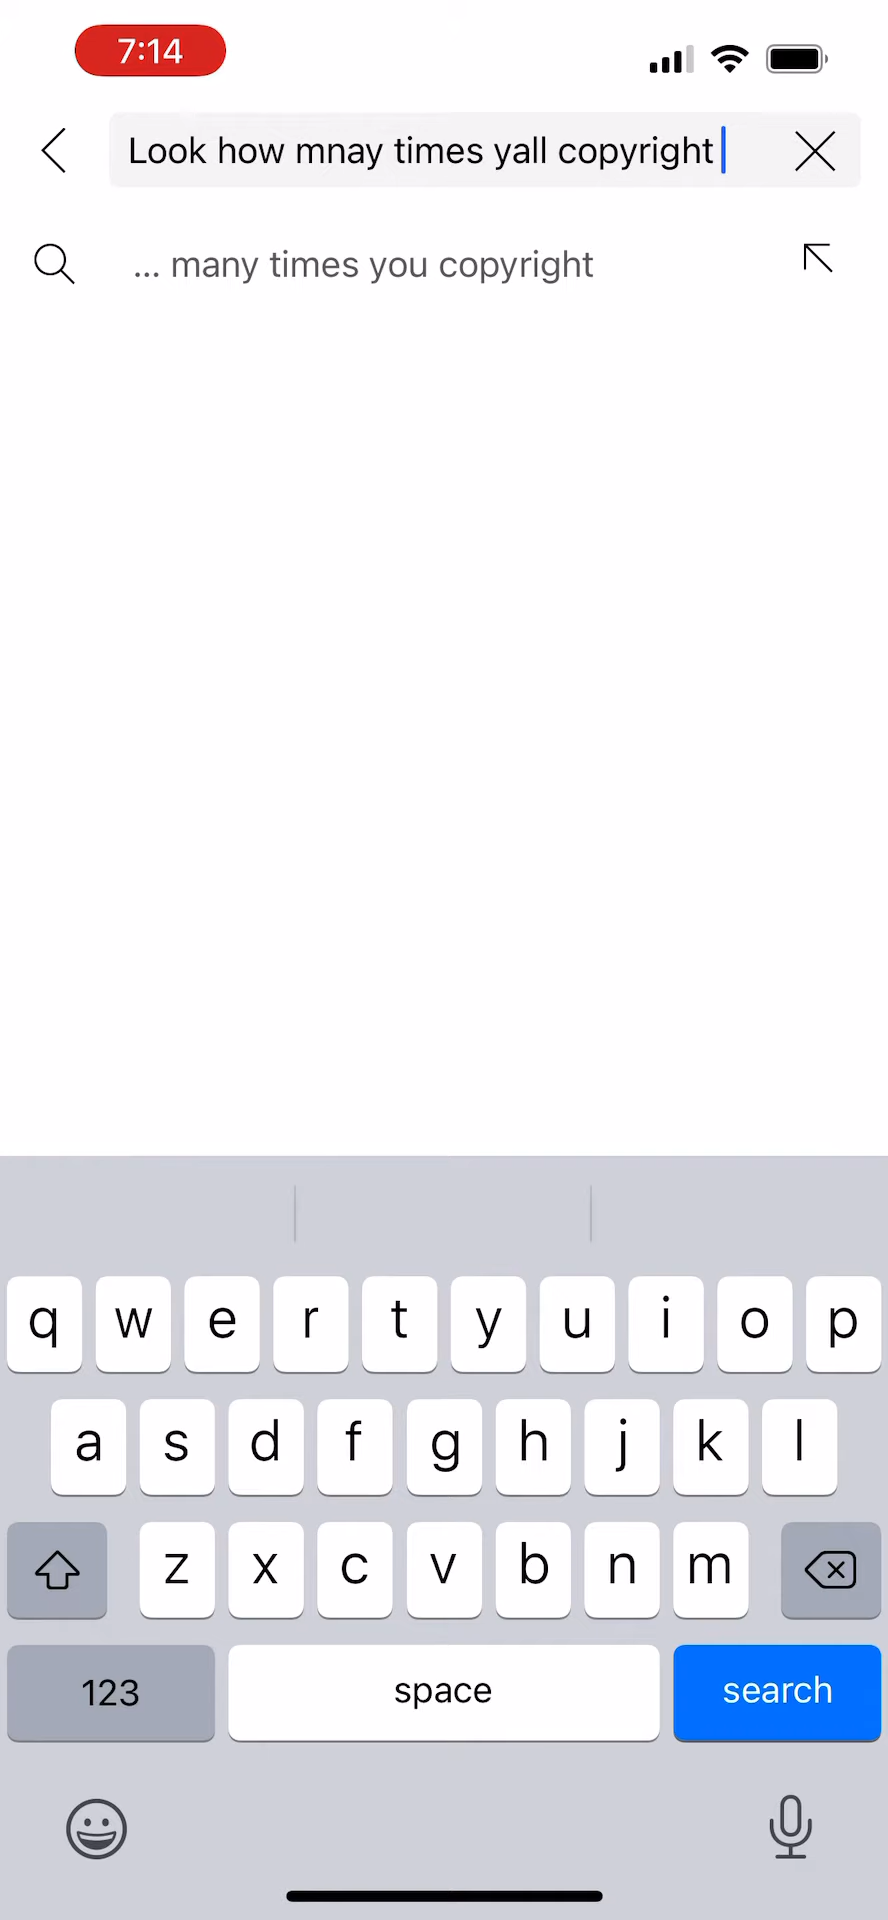 7:14
Look how mnay times yall copyright
... many times you copyright
q w e r t y u i o p
a s d f g h j k l
z x c v b n m
123 space search